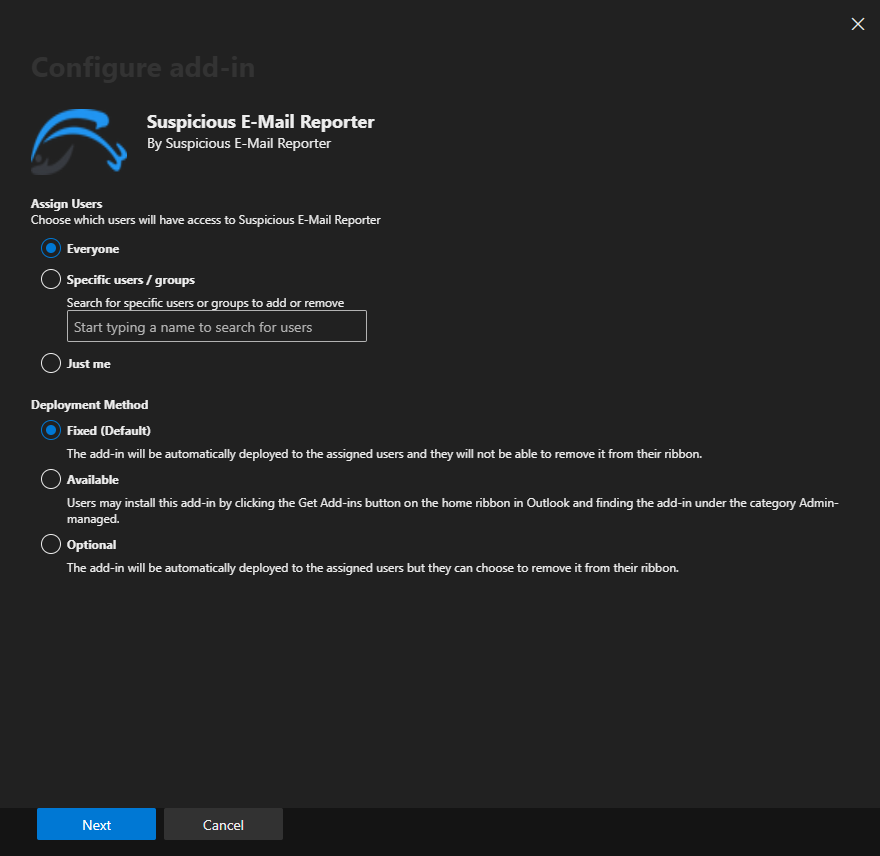 Configure add-in
Suspicious E-Mail Reporter
By Suspicious E-Mail Reporter
Assign Users
Choose which users will have access to Suspicious E-Mail Reporter
Everyone
Specific users / groups
Search for specific users or groups to add or remove
Start typing a name to search for users
Just me
Deployment Method
Fixed (Default)
The add-in will be automatically deployed to the assigned users and they will not be able to remove it from their ribbon.
Available
Users may install this add-in by clicking the Get Add-ins button on the home ribbon in Outlook and finding the add-in under the category Admin-
managed.
Optional
The add-in will be automatically deployed to the assigned users but they can choose to remove it from their ribbon.
Next
Cancel